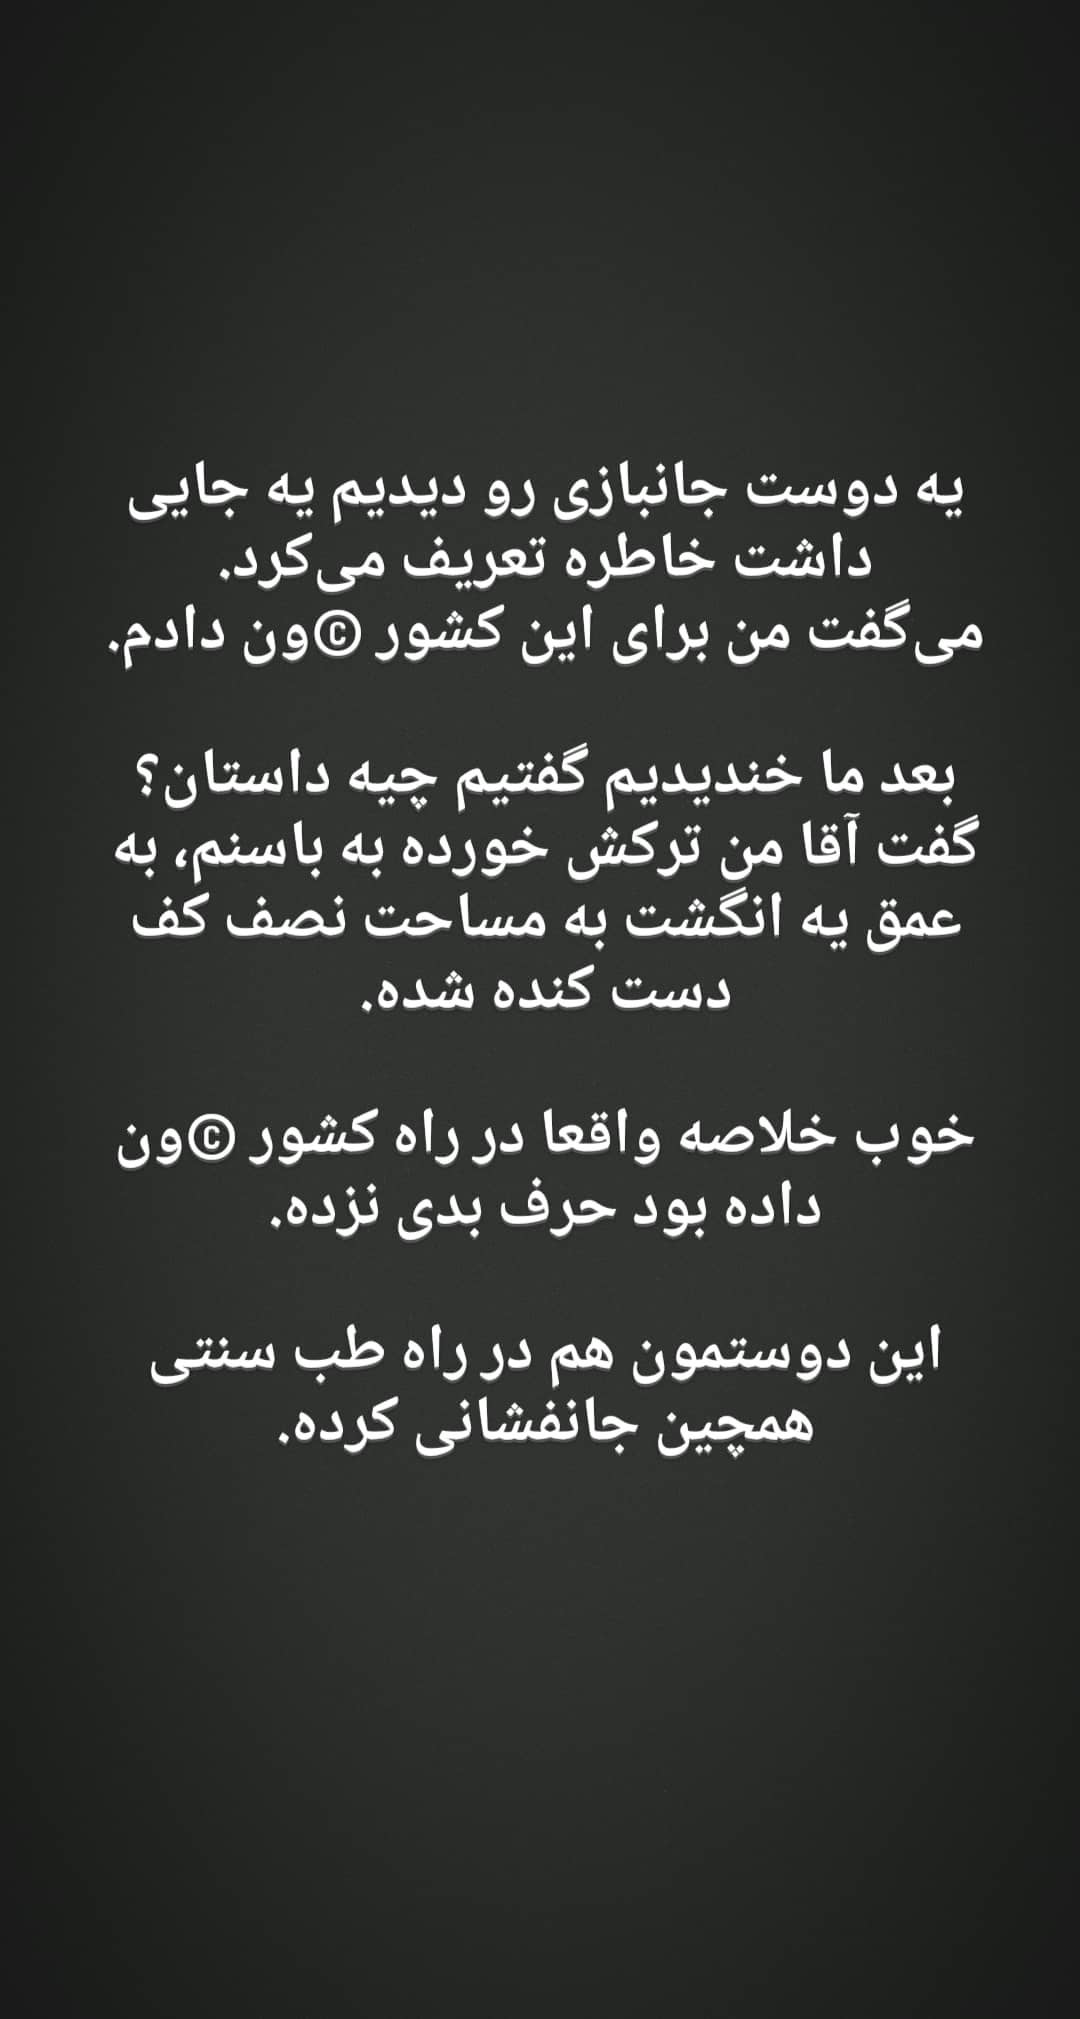 یه دوست جانبازی رو دیدیم یه جایی
داشت خاطره تعریف می‌کرد.
می‌گفت من برای این کشور ©ون دادم.
بعد ما خندیدیم گفتیم چیه داستان؟
گفت آقا من ترکش خورده به باسنم، به
عمق یه انگشت به مساحت نصف کف
دست کنده شده.
خوب خلاصه واقعا در راه کشور ©ون
داده بود حرف بدی نزده.
این دوستمون هم در راه طب سنتی
همچین جانفشانی کرده.